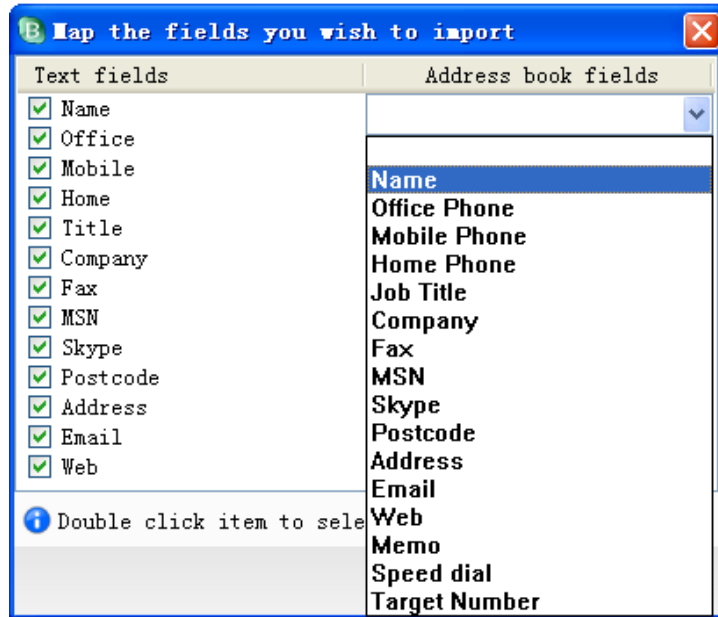 Map the fields you wish to import
Text fields Address book fields
Name
Office
Mobile
Home
Title
Company
Fax
MSN
Skype
Postcode
Address
Email
Web
Name
Office Phone
Mobile Phone
Home Phone
Job Title
Company
Fax
MSN
Skype
Postcode
Address
Email
Web
Memo
Speed dial
Target Number
Double click item to sele